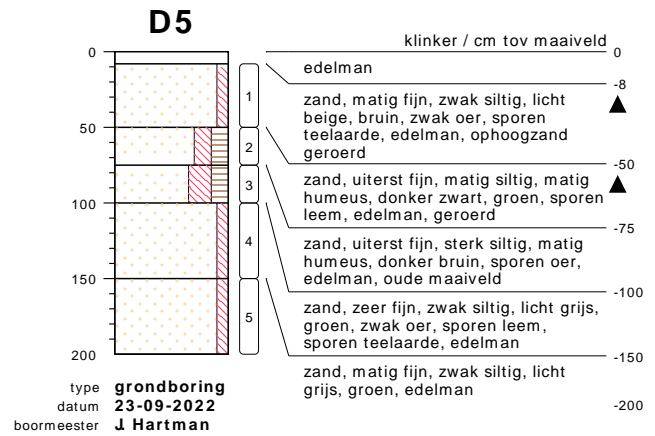 D5
klinker / cm tov maaiveld
0
0
edelman
-8
1
zand, matig fijn, zwak siltig, licht
beige, bruin, zwak oer, sporen
teelaarde, edelman, ophoogzand
geroerd
50
-50
2
zand, uiterst fijn, matig siltig, matig
humeus, donker zwart, groen, sporen
leem, edelman, geroerd
-75
3
zand, uiterst fijn, sterk siltig, matig
humeus, donker bruin, sporen oer,
edelman, oude maaiveld
100
-100
4
zand, zeer fijn, zwak siltig, licht grijs,
groen, zwak oer, sporen leem,
sporen teelaarde, edelman
150
-150
5
zand, matig fijn, zwak siltig, licht
grijs, groen, edelman
200
-200
type grondboring
datum 23-09-2022
boormeester J. Hartman